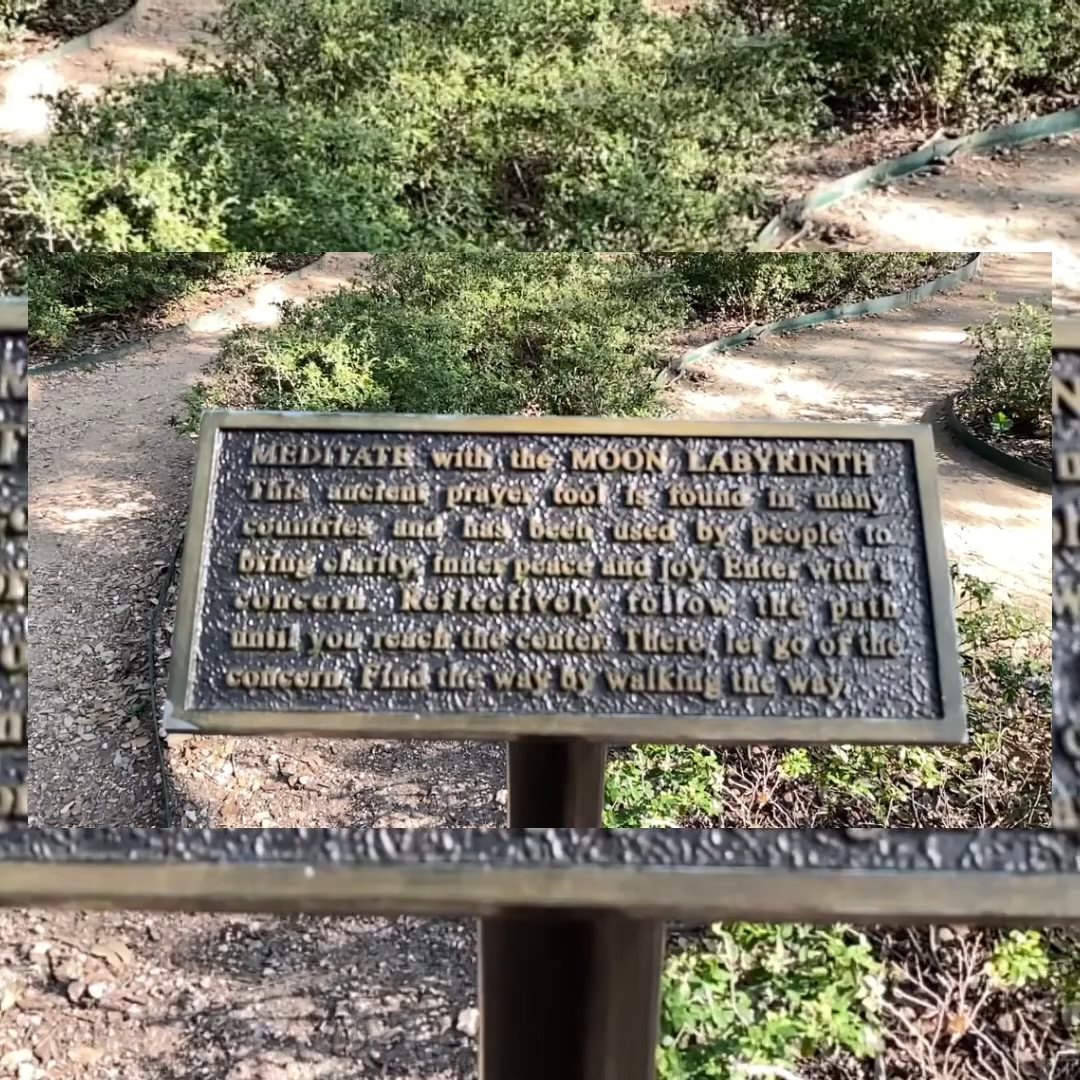 MEDITATE with the MOON LABYRINTH
This ancient prayer tool is found in many
countries and has been used by people to
bring clarity, inner peace and joy. Enter with a
concern. Reflectively follow the path
until you reach the center. There, let go of the
concern. Find the way by walking the way.